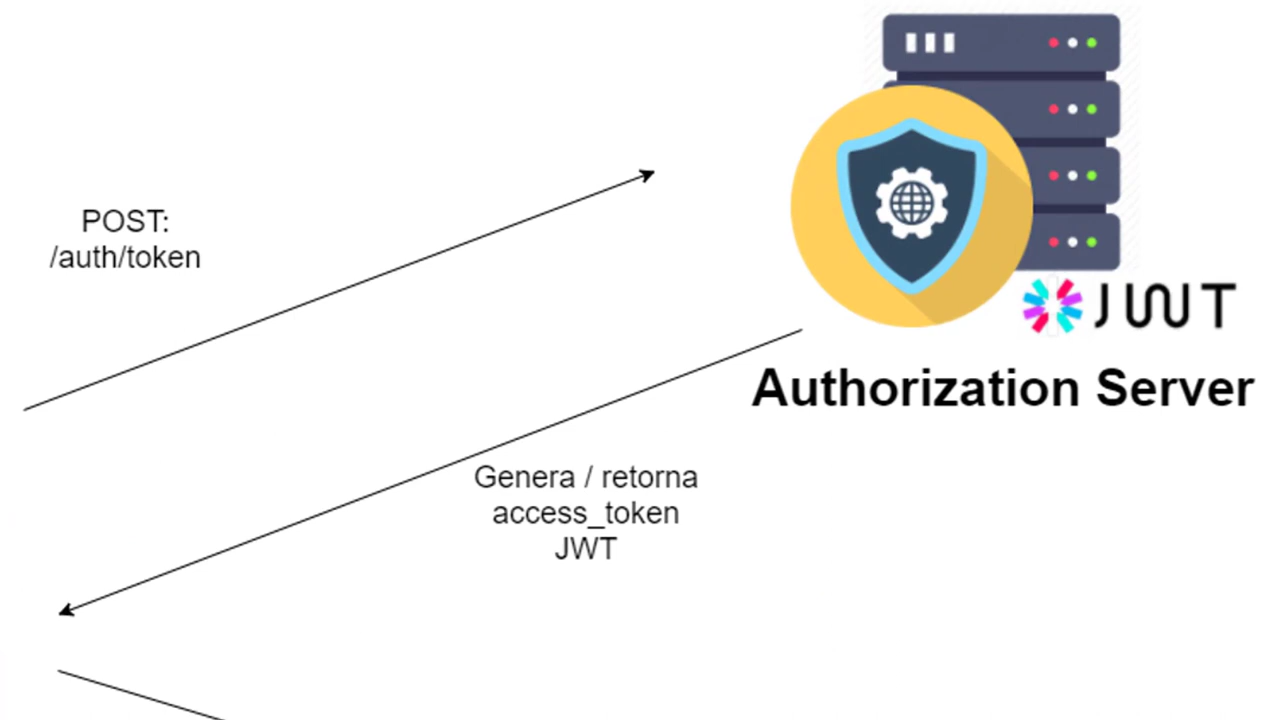 POST:
/auth/token
JWT
Authorization Server
Genera / retorna
access_token
JWT